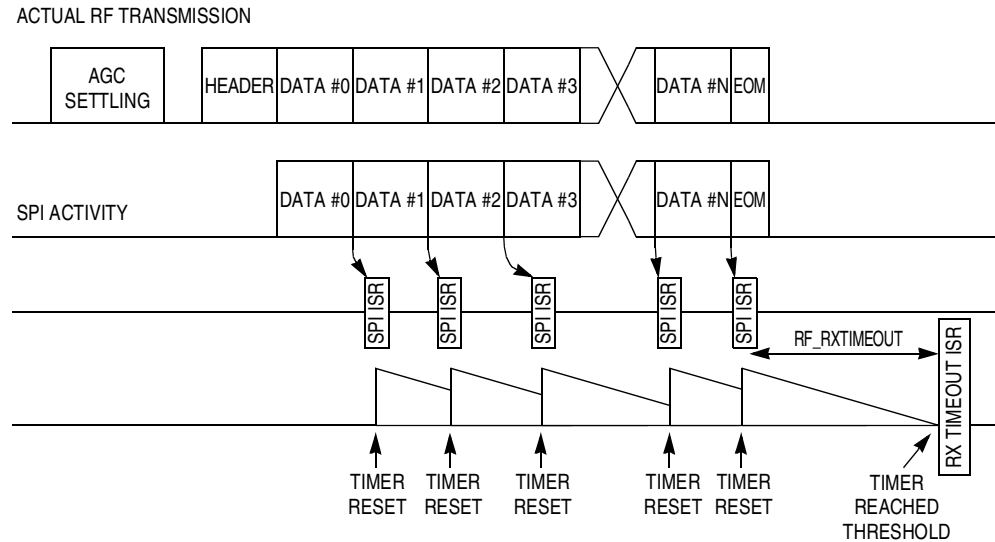 ACTUAL RF TRANSMISSION
AGC
SETTLING
HEADER DATA #0 DATA #1 DATA #2 DATA #3 DATA #N EOM
SPI ACTIVITY
DATA #0 DATA #1 DATA #2 DATA #3 DATA #N EOM
SPI ISR SPI ISR SPI ISR SPI ISR SPI ISR
RF_RXTIMEOUT
RX TIMEOUT ISR
TIMER
RESET
TIMER
RESET
TIMER
RESET
TIMER
RESET
TIMER
RESET
TIMER
REACHED
THRESHOLD